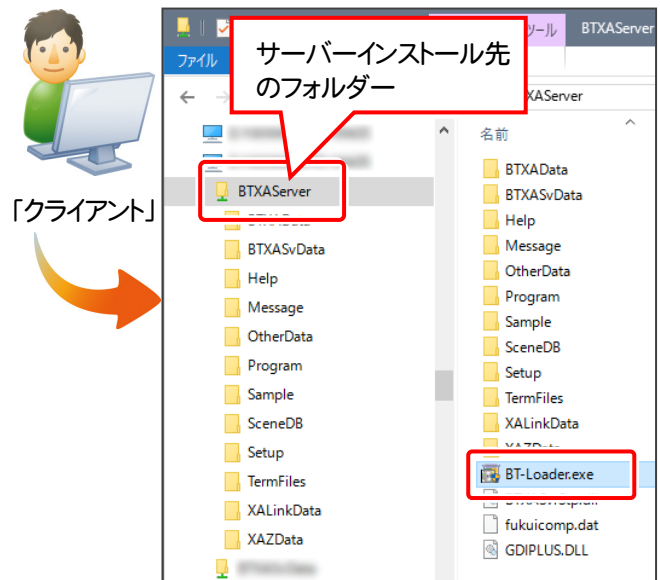 ツール
BTXAServer
ファイル
サーバーインストール先
のフォルダー
XAServer
名前
BTXAServer
BTXASvData
Help
Message
OtherData
Program
Sample
SceneDB
Setup
TermFiles
XALinkData
XAZData
BTXAData
BTXASvData
Help
Message
OtherData
Program
Sample
SceneDB
Setup
TermFiles
XALinkData
BT-Loader.exe
fukuicomp.dat
GDIPLUS.DLL
「クライアント」